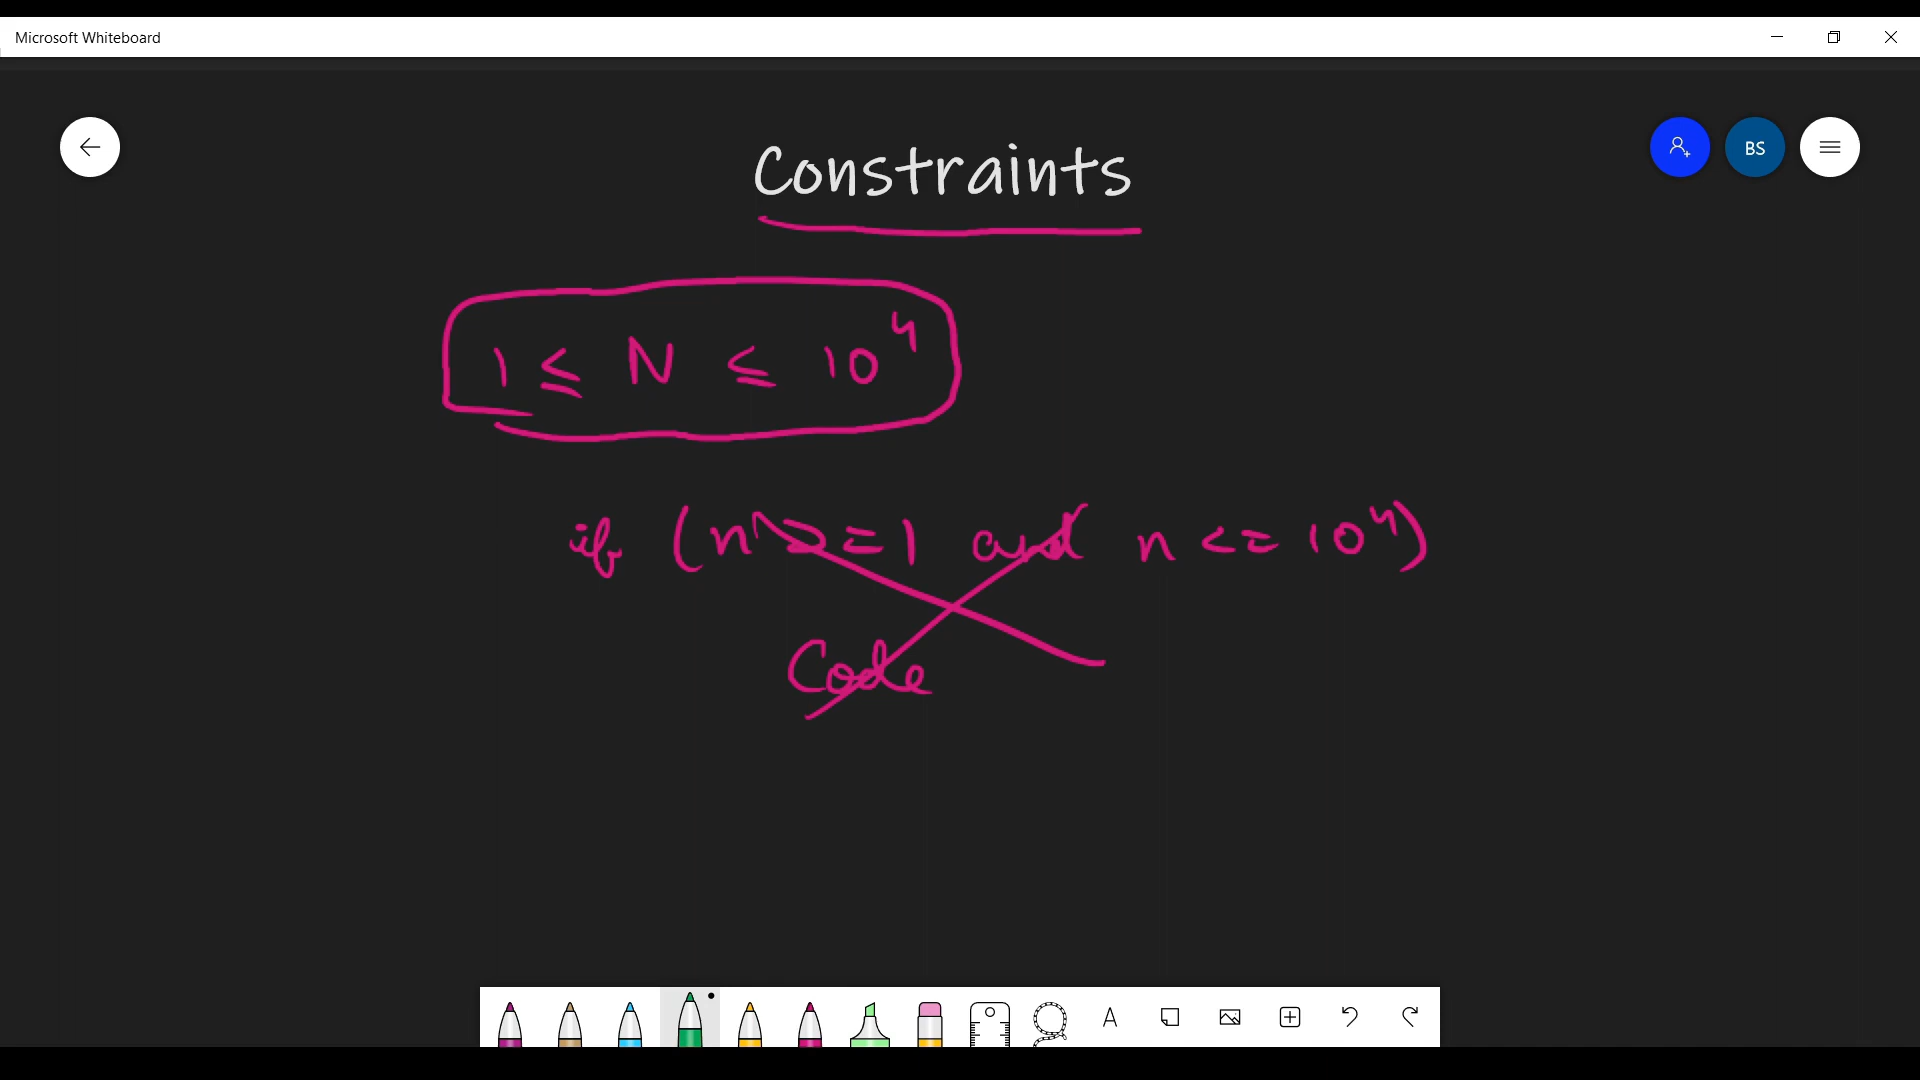 Microsoft Whiteboard
BS
Constraints
1 ≤ N ≤ 10⁴
if (n >= 1 and n <= 10⁴)
Code
A